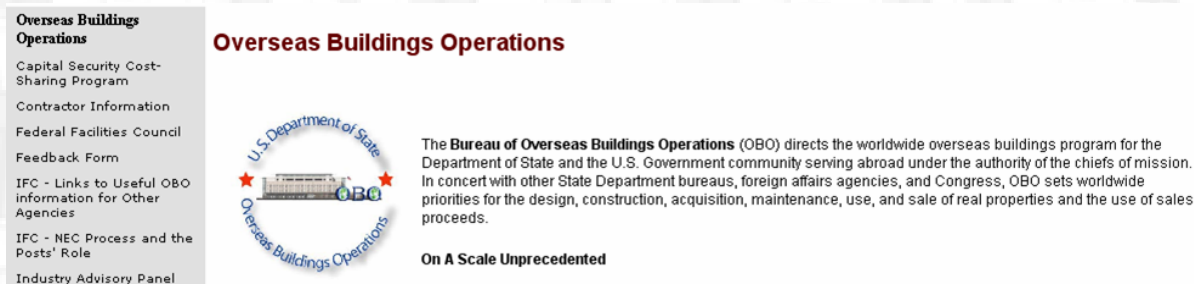 Overseas Buildings
Operations
Capital Security Cost-
Sharing Program
Contractor Information
Federal Facilities Council
Feedback Form
IFC - Links to Useful OBO
information for Other
Agencies
IFC - NEC Process and the
Posts' Role
Industry Advisory Panel
Overseas Buildings Operations
U.S. Department of State
OBO
Overseas Buildings Operations
The Bureau of Overseas Buildings Operations (OBO) directs the worldwide overseas buildings program for the
Department of State and the U.S. Government community serving abroad under the authority of the chiefs of mission.
In concert with other State Department bureaus, foreign affairs agencies, and Congress, OBO sets worldwide
priorities for the design, construction, acquisition, maintenance, use, and sale of real properties and the use of sales
proceeds.
On A Scale Unprecedented